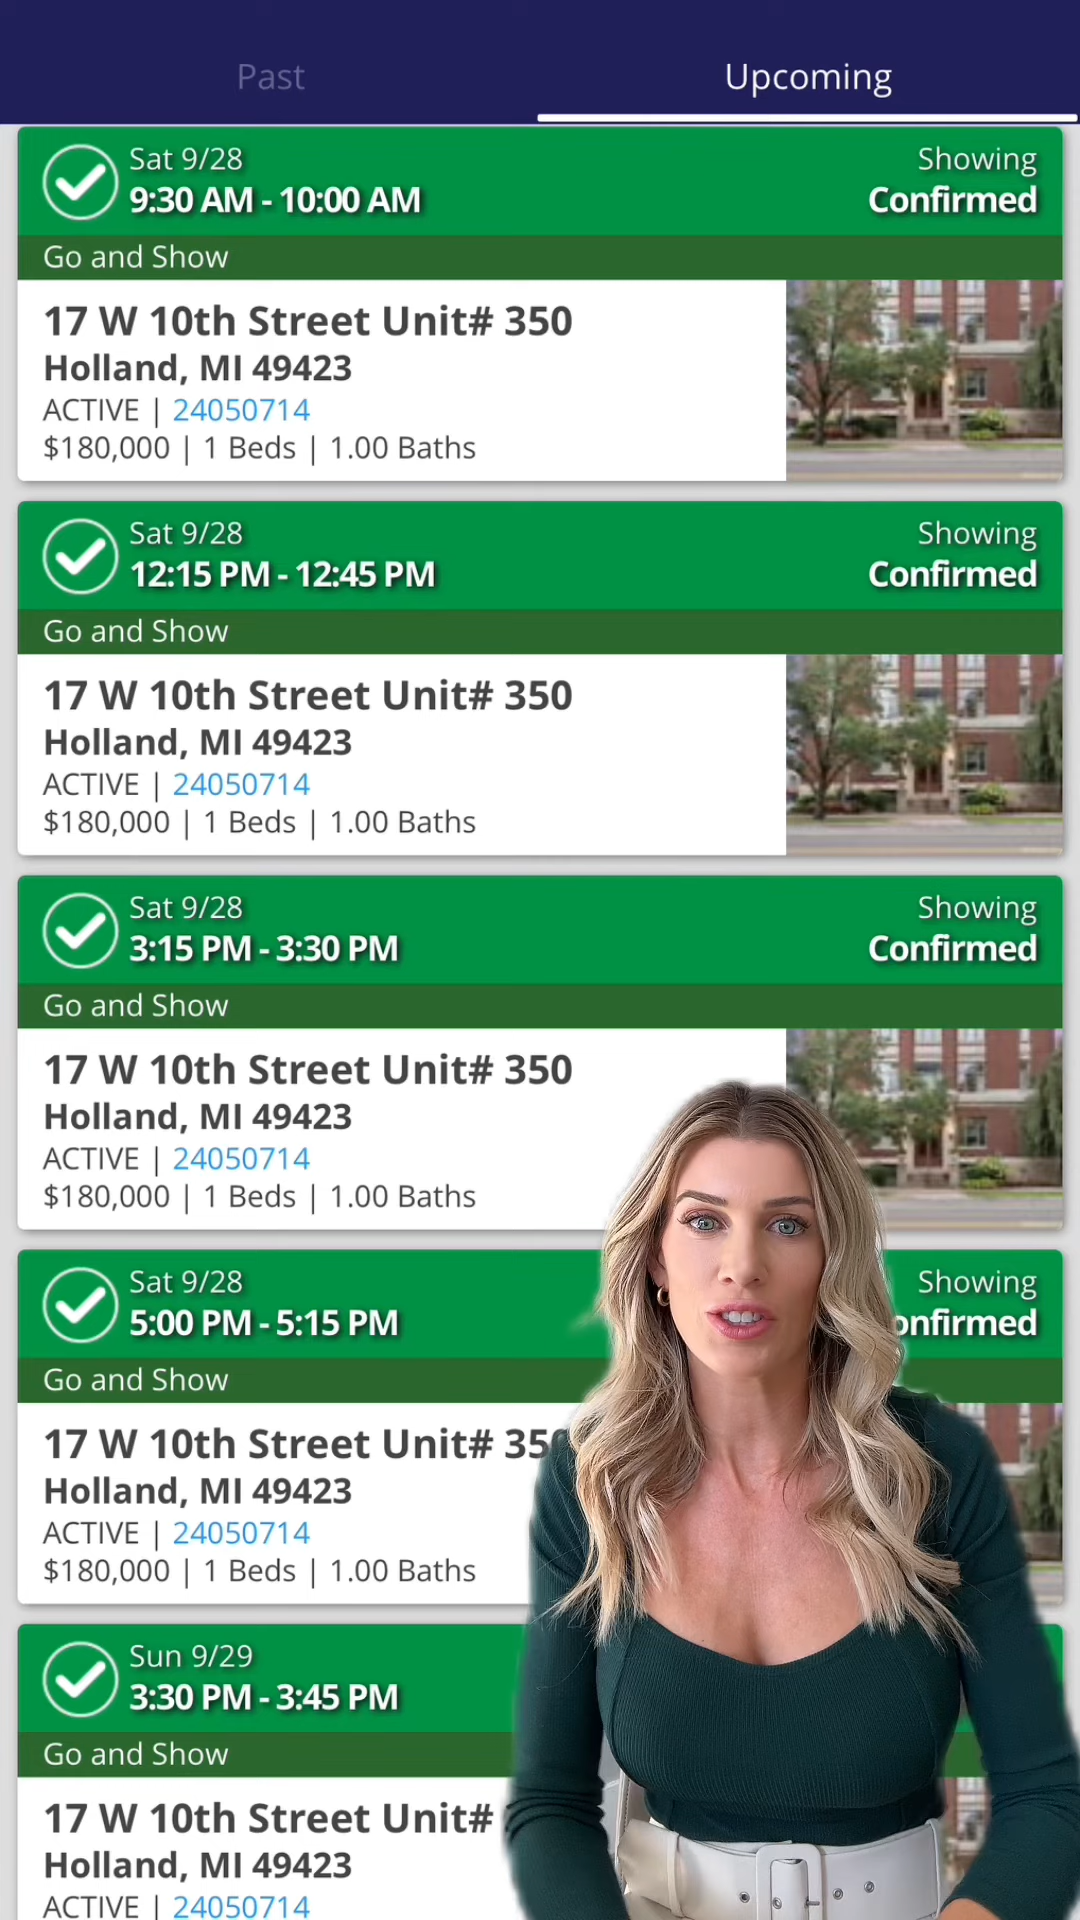 Past
Upcoming
Sat 9/28
Showing
9:30 AM - 10:00 AM
Confirmed
Go and Show
17 W 10th Street Unit# 350
Holland, MI 49423
ACTIVE | 24050714
$180,000 | 1 Beds | 1.00 Baths
Sat 9/28
Showing
12:15 PM - 12:45 PM
Confirmed
Go and Show
17 W 10th Street Unit# 350
Holland, MI 49423
ACTIVE | 24050714
$180,000 | 1 Beds | 1.00 Baths
Sat 9/28
Showing
3:15 PM - 3:30 PM
Confirmed
Go and Show
17 W 10th Street Unit# 350
Holland, MI 49423
ACTIVE | 24050714
$180,000 | 1 Beds | 1.00 Baths
Sat 9/28
Showing
5:00 PM - 5:15 PM
onfirmed
Go and Show
17 W 10th Street Unit# 350
Holland, MI 49423
ACTIVE | 24050714
$180,000 | 1 Beds | 1.00 Baths
Sun 9/29
3:30 PM - 3:45 PM
Go and Show
17 W 10th Street Unit#
Holland, MI 49423
ACTIVE | 24050714